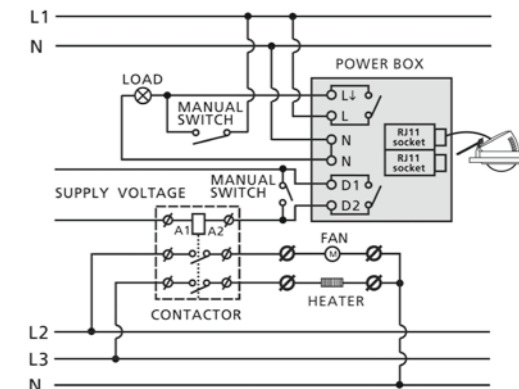 L1
N
POWER BOX
LOAD
L↓
MANUAL
SWITCH
L
N
RJ11
socket
N
RJ11
socket
SUPPLY VOLTAGE
MANUAL
SWITCH
D1
D2
A1 A2
FAN
M
HEATER
CONTACTOR
L2
L3
N